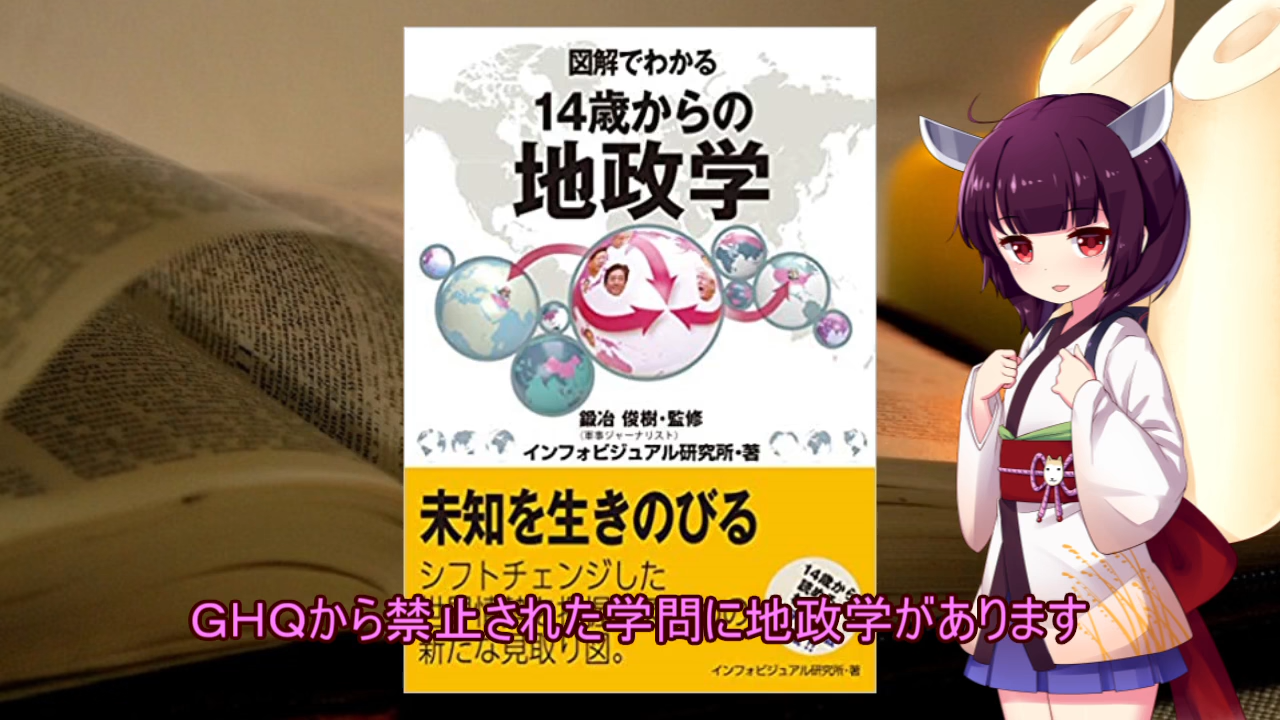 図解でわかる
14歳からの
地政学
鍛冶 俊樹・監修
（軍事ジャーナリスト）
インフォビジュアル研究所・著
未知を生きのびる
シフトチェンジした
14歳から
GHQから禁止された学問に地政学があります
新たな見取り図。
インフォビジュアル研究所・著